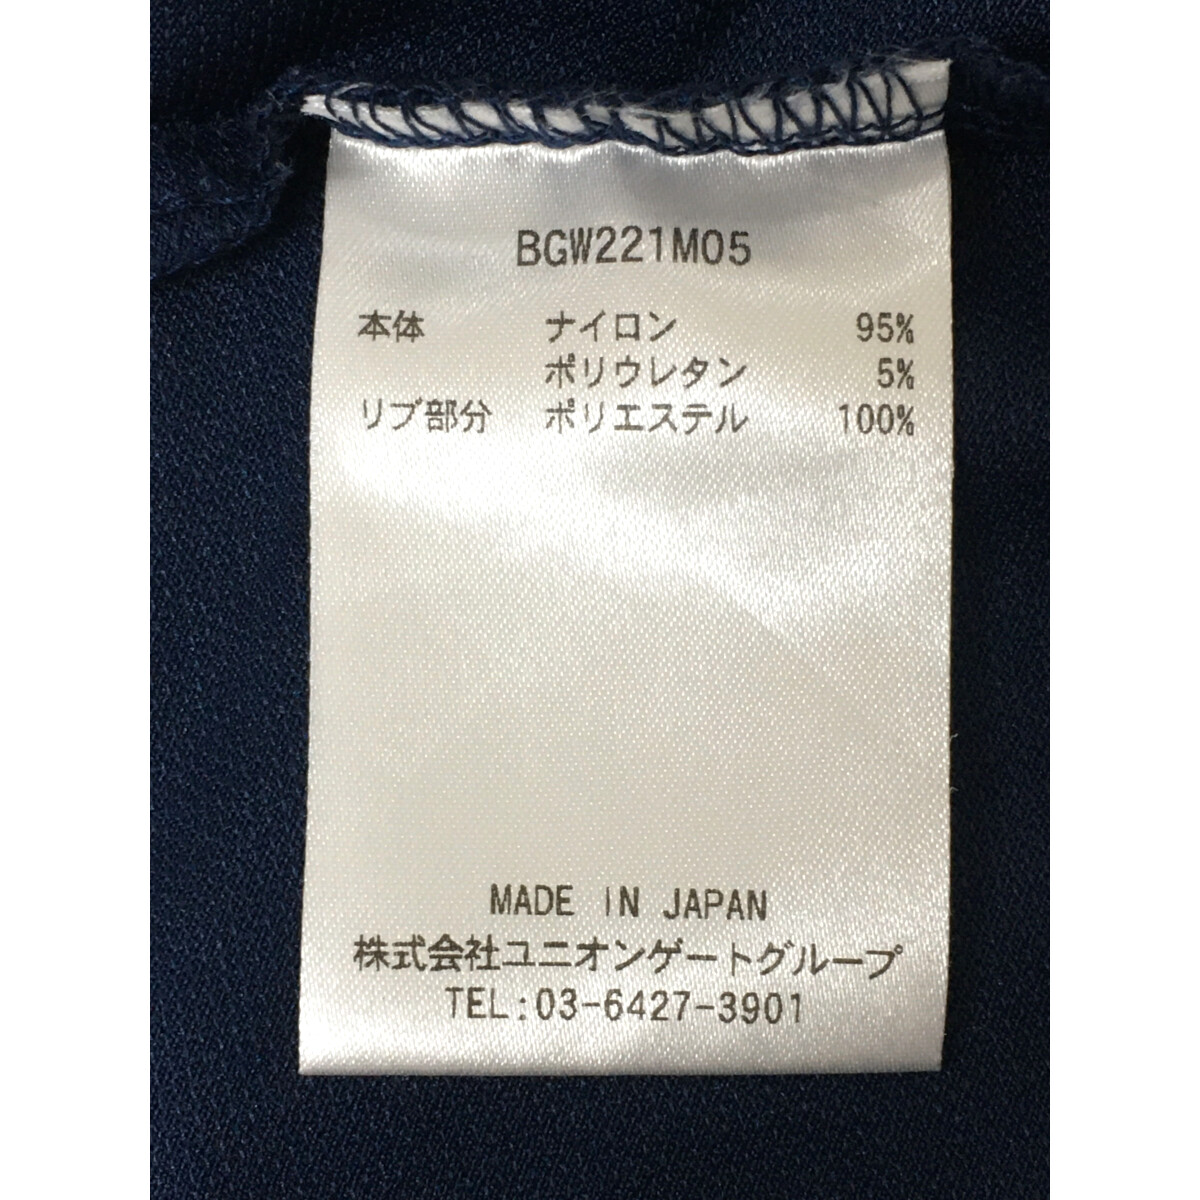 BGW221M05
本体 ナイロン 95%
ポリウレタン 5%
リブ部分 ポリエステル 100%
MADE IN JAPAN
株式会社ユニオンゲートグループ
TEL:03-6427-3901